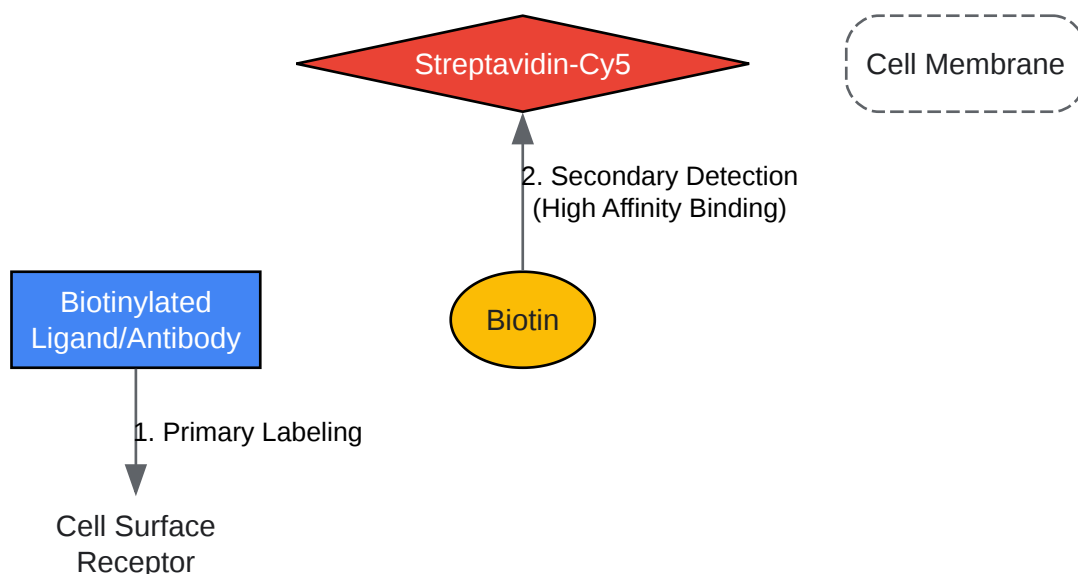 Streptavidin-Cy5
Cell Membrane
2. Secondary Detection
(High Affinity Binding)
Biotinylated
Ligand/Antibody
Biotin
1. Primary Labeling
Cell Surface
Receptor